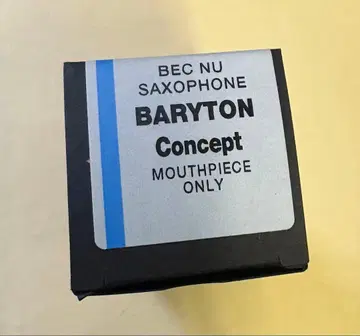 BEC NU
SAXOPHONE
BARYTON
Concept
MOUTHPIECE
ONLY